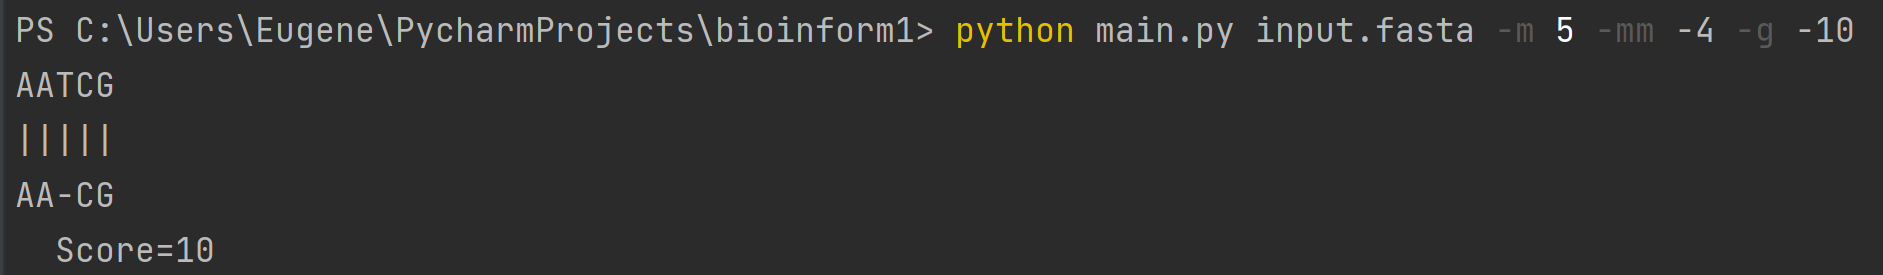 PS C:\Users\Eugene\PycharmProjects\bioinform1> python main.py input.fasta -m 5 -mm -4 -g -10
AATCG
|||||
AA-CG
  Score=10